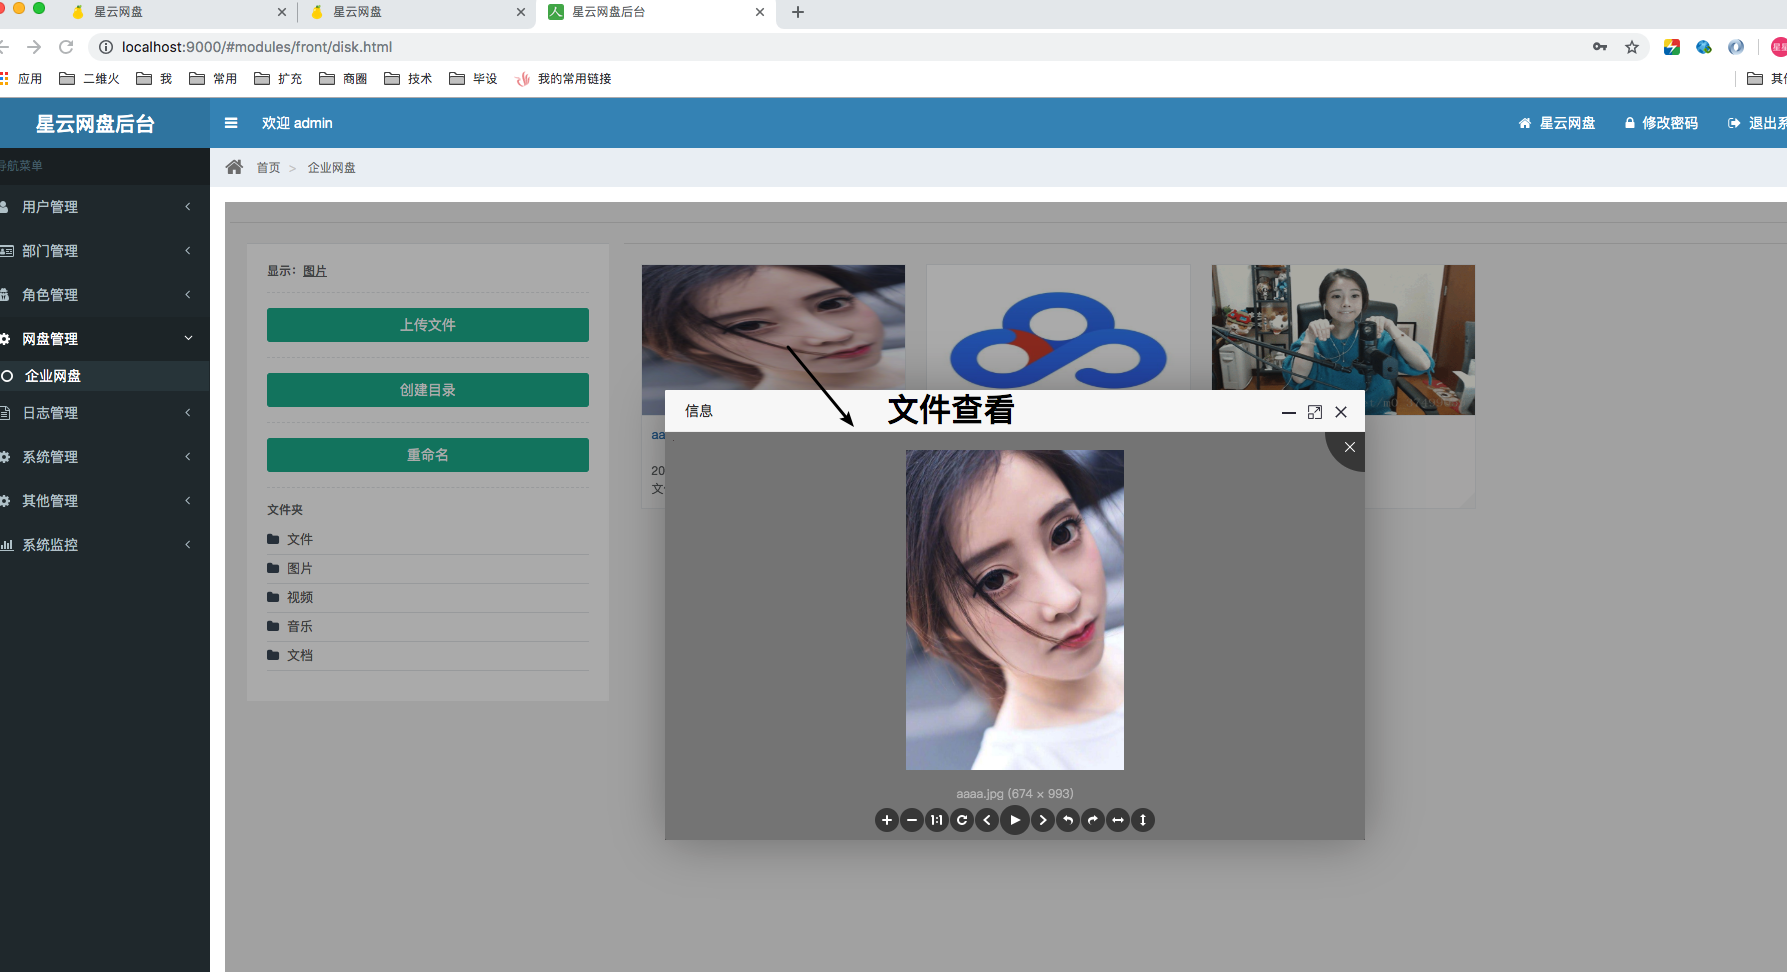 星云网盘
星云网盘
星云网盘后台
localhost:9000/#modules/front/disk.html
应用
二维火
我
常用
扩充
商圈
技术
毕设
我的常用链接
星云网盘后台
欢迎 admin
星云网盘
修改密码
导航菜单
首页 > 企业网盘
用户管理
部门管理
角色管理
网盘管理
企业网盘
日志管理
系统管理
其他管理
系统监控
显示：图片
上传文件
创建目录
重命名
文件夹
文件
图片
视频
音乐
文档
aa
20
信息
文件查看
aaaa.jpg (674 × 993)
1:1